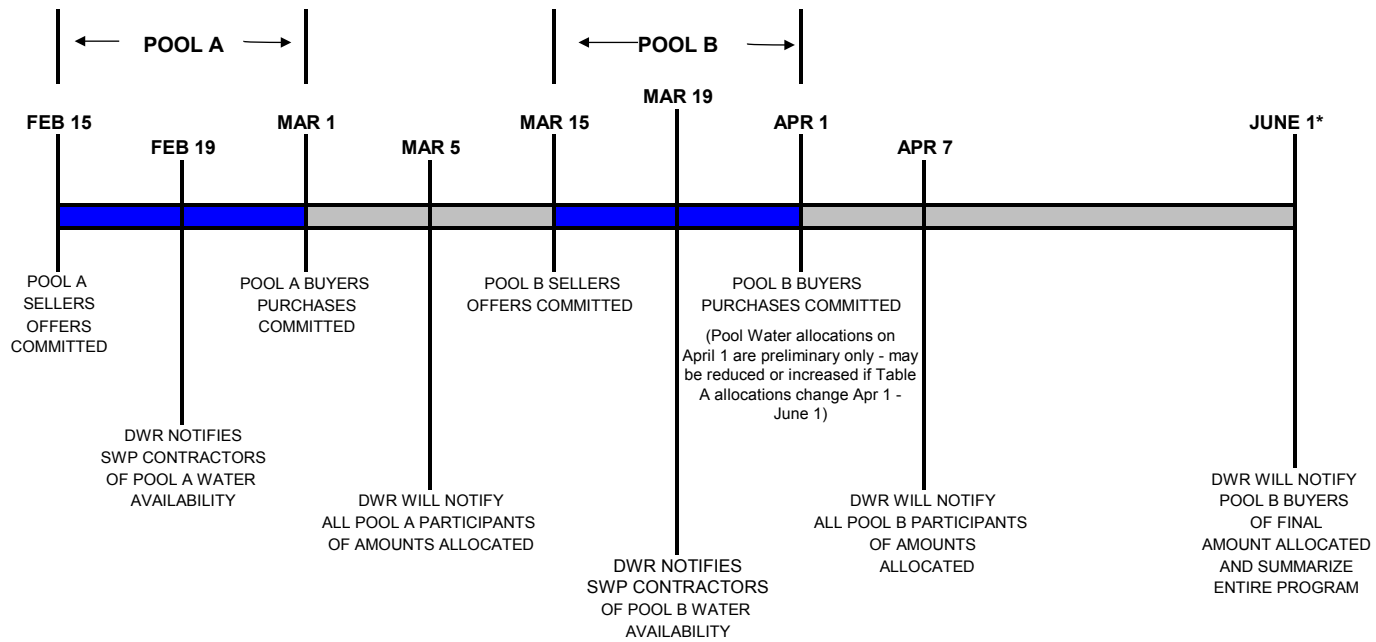 POOL A
POOL B
FEB 15
FEB 19
MAR 1
MAR 5
MAR 15
MAR 19
APR 1
APR 7
JUNE 1*
POOL A
SELLERS
OFFERS
COMMITTED
DWR NOTIFIES
SWP CONTRACTORS
OF POOL A WATER
AVAILABILITY
POOL A BUYERS
PURCHASES
COMMITTED
DWR WILL NOTIFY
ALL POOL A PARTICIPANTS
OF AMOUNTS ALLOCATED
POOL B SELLERS
OFFERS COMMITTED
DWR NOTIFIES
SWP CONTRACTORS
OF POOL B WATER
AVAILABILITY
POOL B BUYERS
PURCHASES COMMITTED
(Pool Water allocations on
April 1 are preliminary only - may
be reduced or increased if Table
A allocations change Apr 1 -
June 1)
DWR WILL NOTIFY
ALL POOL B PARTICIPANTS
OF AMOUNTS
ALLOCATED
DWR WILL NOTIFY
POOL B BUYERS
OF FINAL
AMOUNT ALLOCATED
AND SUMMARIZE
ENTIRE PROGRAM